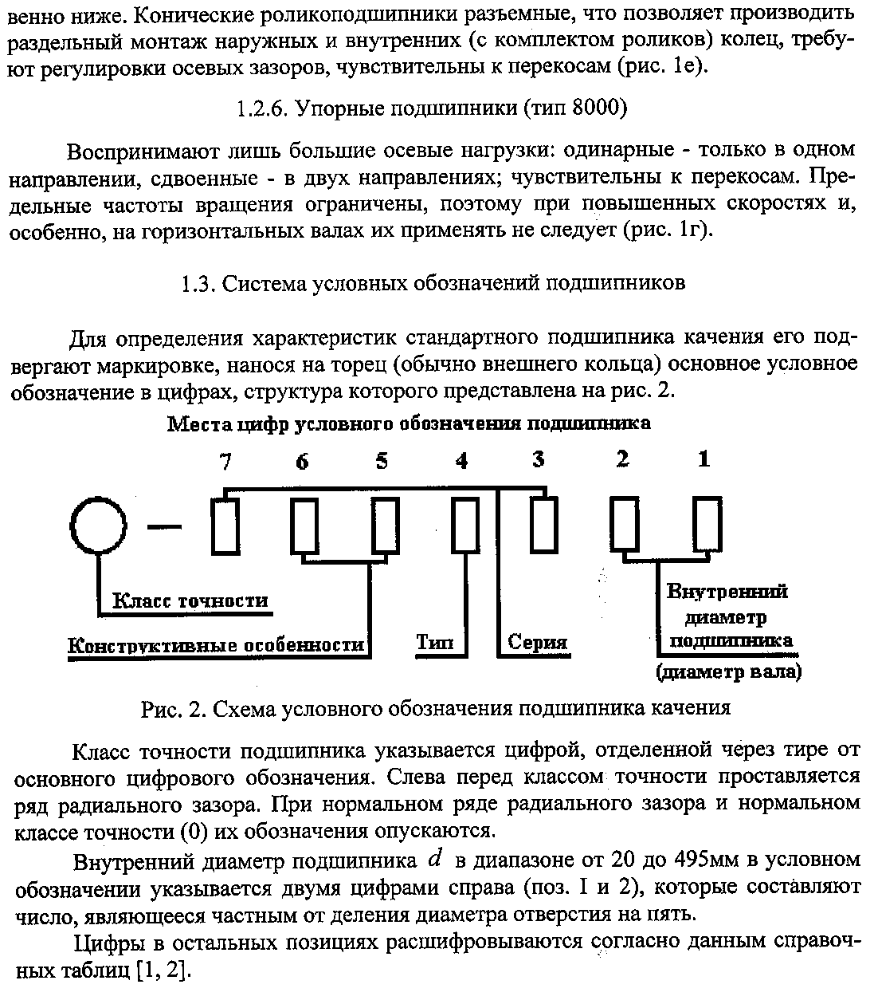 венно ниже. Конические роликоподшипники разъемные, что позволяет производить
раздельный монтаж наружных и внутренних (с комплектом роликов) колец, требу-
ют регулировки осевых зазоров, чувствительны к перекосам (рис. 1е).
1.2.6. Упорные подшипники (тип 8000)
Воспринимают лишь большие осевые нагрузки: одинарные - только в одном
направлении, сдвоенные - в двух направлениях; чувствительны к перекосам. Пре-
дельные частоты вращения ограничены, поэтому при повышенных скоростях и,
особенно, на горизонтальных валах их применять не следует (рис. 1г).
1.3. Система условных обозначений подшипников
Для определения характеристик стандартного подшипника качения его под-
вергают маркировке, нанося на торец (обычно внешнего кольца) основное условное
обозначение в цифрах, структура которого представлена на рис. 2.
Места цифр условного обозначения подшипника
7 6 5 4 3 2 1
Класс точности
Конструктивные особенности
Тип
Серия
Внутренний
диаметр
подшипника
(диаметр вала)
Рис. 2. Схема условного обозначения подшипника качения
Класс точности подшипника указывается цифрой, отделенной через тире от
основного цифрового обозначения. Слева перед классом точности проставляется
ряд радиального зазора. При нормальном ряде радиального зазора и нормальном
классе точности (0) их обозначения опускаются.
Внутренний диаметр подшипника d в диапазоне от 20 до 495мм в условном
обозначении указывается двумя цифрами справа (поз. I и 2), которые составляют
число, являющееся частным от деления диаметра отверстия на пять.
Цифры в остальных позициях расшифровываются согласно данным справоч-
ных таблиц [1, 2].